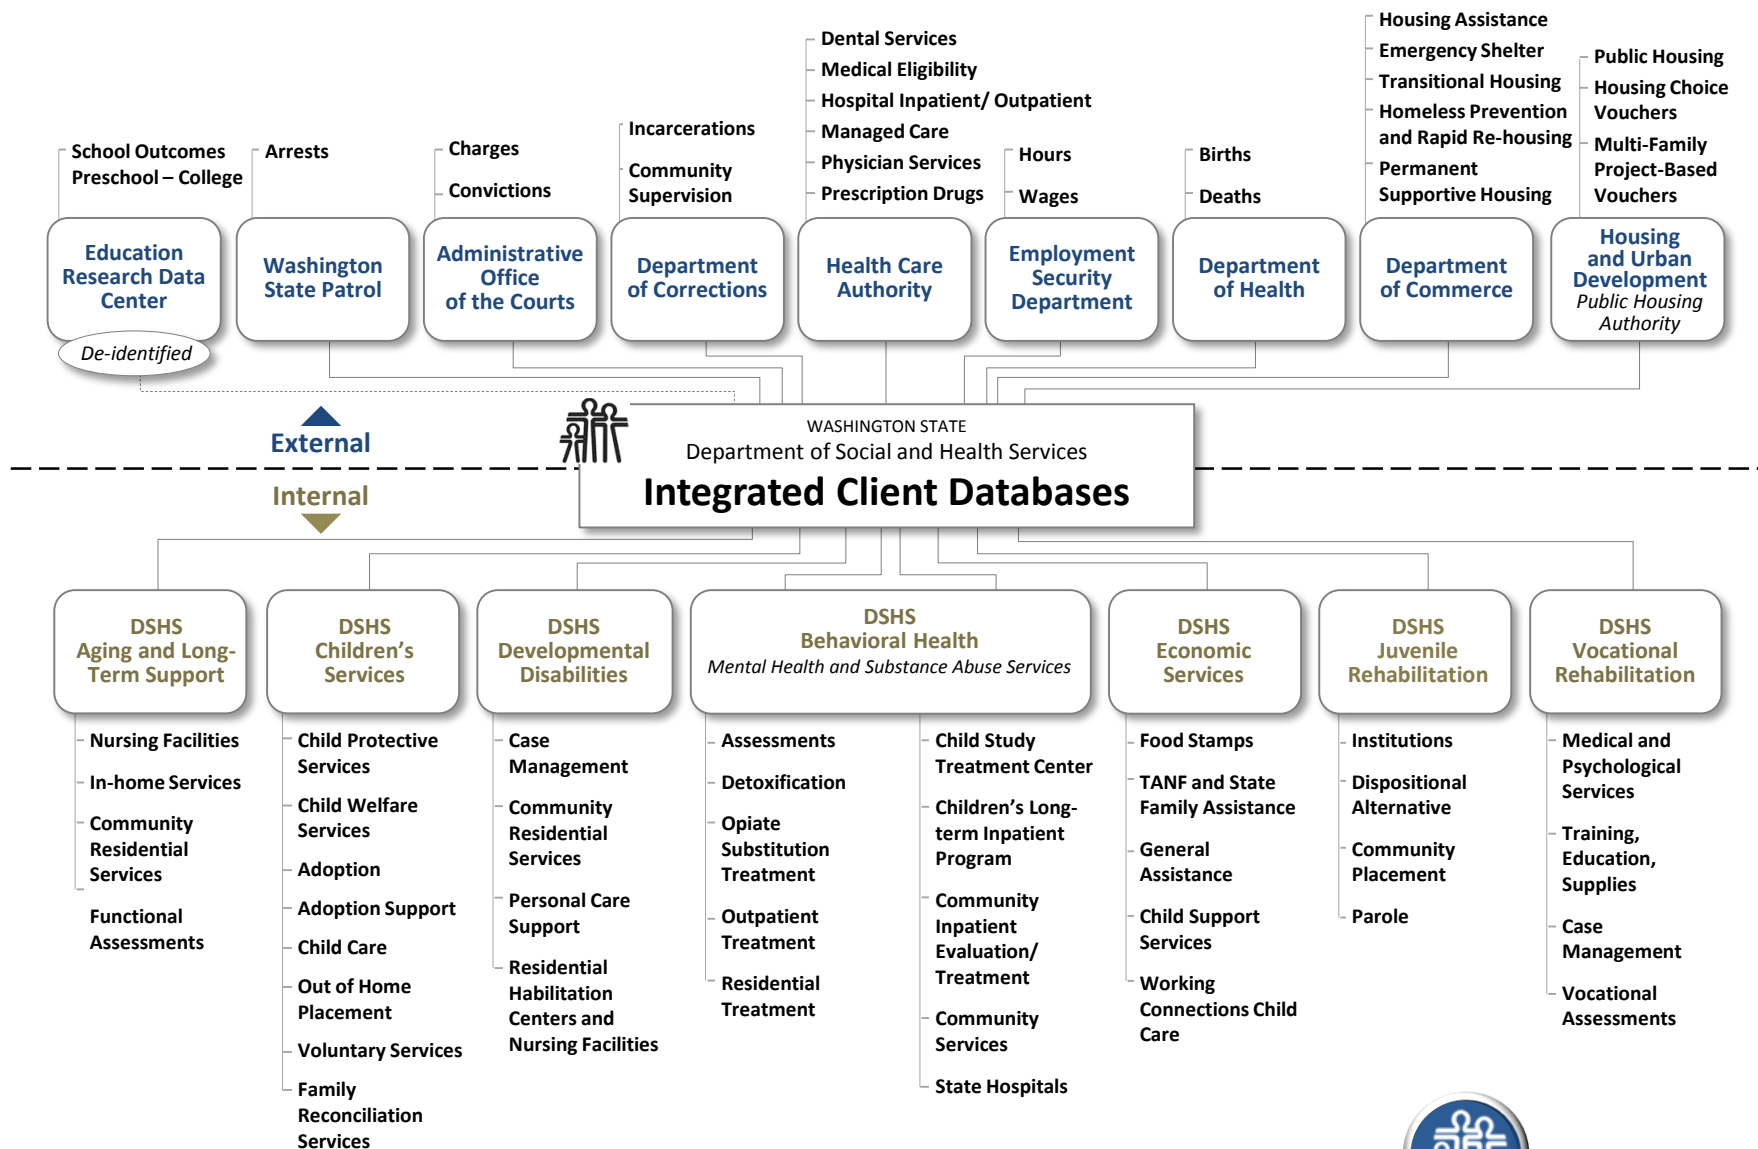 School Outcomes
Preschool – College
Arrests
Charges
Convictions
Incarcerations
Community
Supervision
Dental Services
Medical Eligibility
Hospital Inpatient/ Outpatient
Managed Care
Physician Services
Prescription Drugs
Hours
Wages
Births
Deaths
Housing Assistance
Emergency Shelter
Transitional Housing
Homeless Prevention
and Rapid Re-housing
Permanent
Supportive Housing
Public Housing
Housing Choice
Vouchers
Multi-Family
Project-Based
Vouchers
Education
Research Data
Center
De-identified
Washington
State Patrol
Administrative
Office
of the Courts
Department
of Corrections
Health Care
Authority
Employment
Security
Department
Department
of Health
Department
of Commerce
Housing
and Urban
Development
Public Housing
Authority
External
Internal
WASHINGTON STATE
Department of Social and Health Services
Integrated Client Databases
DSHS
Aging and Long-
Term Support
Nursing Facilities
In-home Services
Community
Residential
Services
Functional
Assessments
DSHS
Children’s
Services
Child Protective
Services
Child Welfare
Services
Adoption
Adoption Support
Child Care
Out of Home
Placement
Voluntary Services
Family
Reconciliation
Services
DSHS
Developmental
Disabilities
Case
Management
Community
Residential
Services
Personal Care
Support
Residential
Habilitation
Centers and
Nursing Facilities
DSHS
Behavioral Health
Mental Health and Substance Abuse Services
Assessments
Detoxification
Opiate
Substitution
Treatment
Outpatient
Treatment
Residential
Treatment
Child Study
Treatment Center
Children’s Long-
term Inpatient
Program
Community
Inpatient
Evaluation/
Treatment
Community
Services
State Hospitals
DSHS
Economic
Services
Food Stamps
TANF and State
Family Assistance
General
Assistance
Child Support
Services
Working
Connections Child
Care
DSHS
Juvenile
Rehabilitation
Institutions
Dispositional
Alternative
Community
Placement
Parole
DSHS
Vocational
Rehabilitation
Medical and
Psychological
Services
Training,
Education,
Supplies
Case
Management
Vocational
Assessments